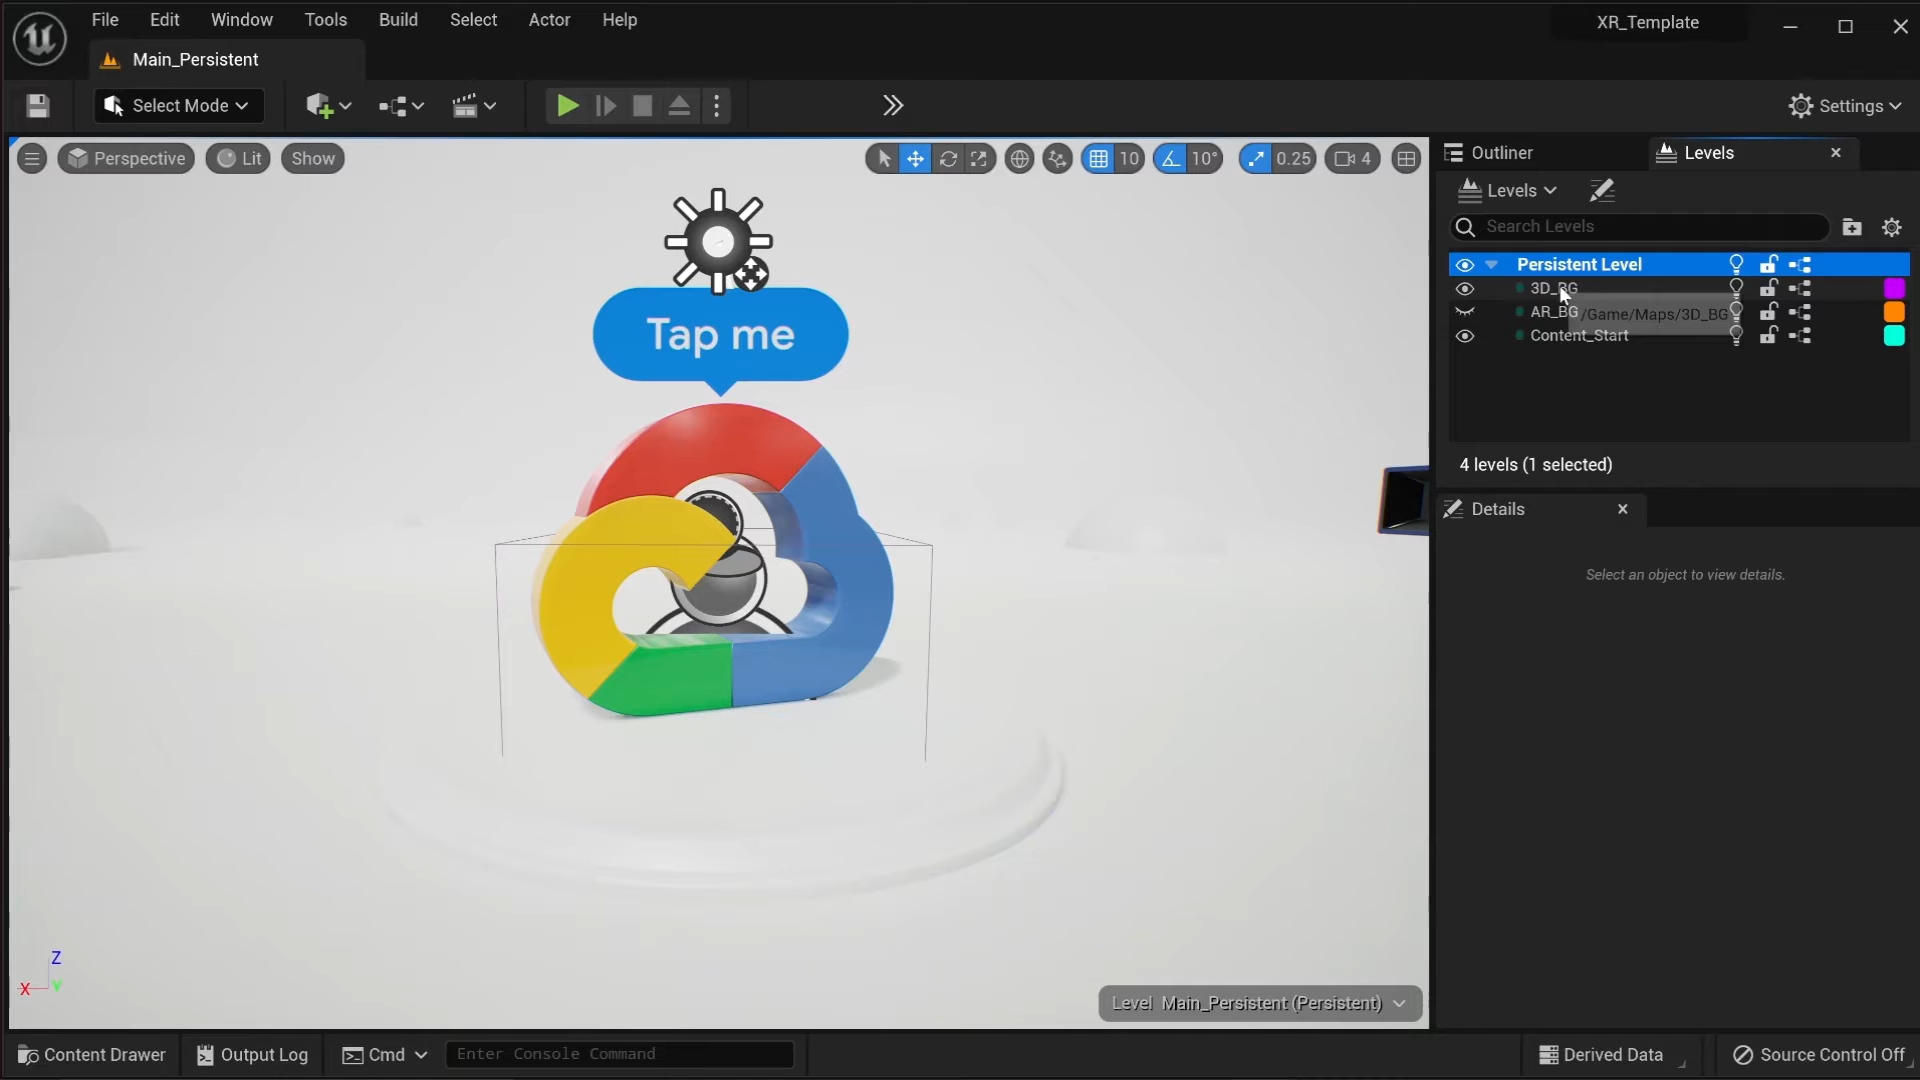 File Edit Window Tools Build Select Actor Help
XR_Template
Main_Persistent
Select Mode
Settings
Perspective Lit Show
10 10° 0.25 4
Outliner Levels
Levels
Search Levels
Persistent Level
3D_BG
AR_BG
/Game/Maps/3D_BG
Content_Start
Tap me
4 levels (1 selected)
Details
Select an object to view details.
Z
X Y
Level Main_Persistent (Persistent)
Content Drawer Output Log Cmd Enter Console Command Derived Data Source Control Off